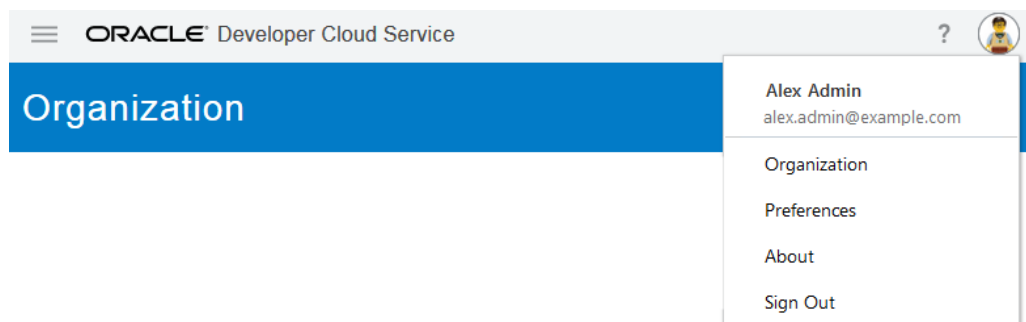 ORACLE® Developer Cloud Service ?
Organization
Alex Admin
alex.admin@example.com
Organization
Preferences
About
Sign Out